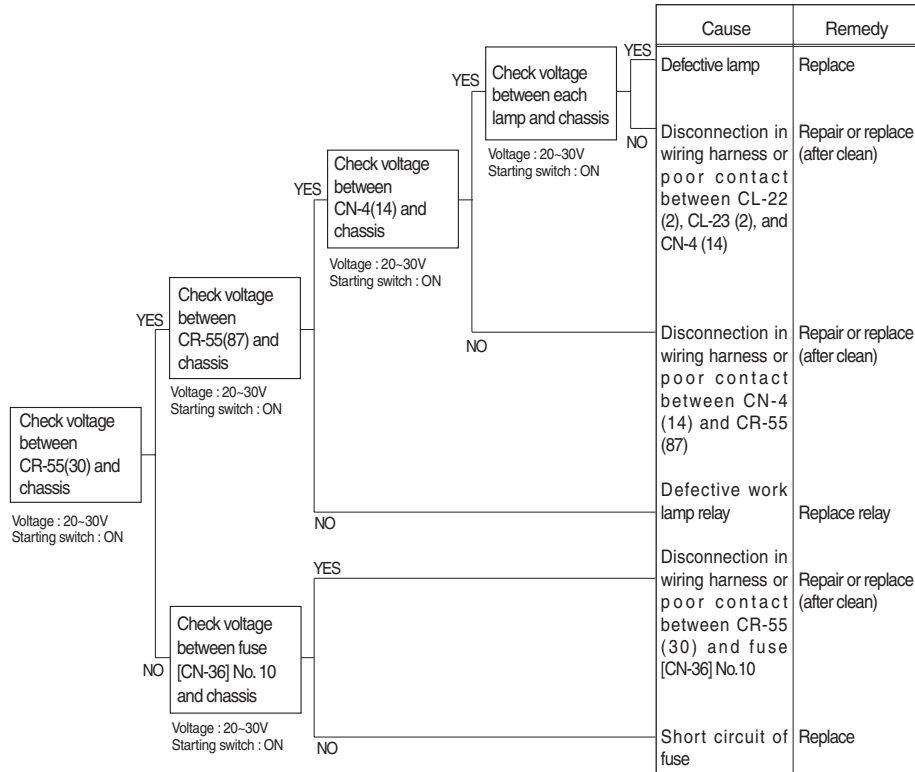 Cause
Remedy
YES
Defective lamp
Replace
YES
Check voltage
between each
lamp and chassis
NO
Voltage : 20~30V
Starting switch : ON
Disconnection in
wiring harness or
poor contact
between CL-22
(2), CL-23 (2), and
CN-4 (14)
Repair or replace
(after clean)
YES
Check voltage
between
CN-4(14) and
chassis
Voltage : 20~30V
Starting switch : ON
NO
Disconnection in
wiring harness or
poor contact
between CN-4
(14) and CR-55
(87)
Repair or replace
(after clean)
YES
Check voltage
between
CR-55(87) and
chassis
Voltage : 20~30V
Starting switch : ON
NO
Defective work
lamp relay
Replace relay
Check voltage
between
CR-55(30) and
chassis
Voltage : 20~30V
Starting switch : ON
YES
Disconnection in
wiring harness or
poor contact
between CR-55
(30) and fuse
[CN-36] No.10
Repair or replace
(after clean)
NO
Check voltage
between fuse
[CN-36] No. 10
and chassis
Voltage : 20~30V
Starting switch : ON
NO
Short circuit of
fuse
Replace